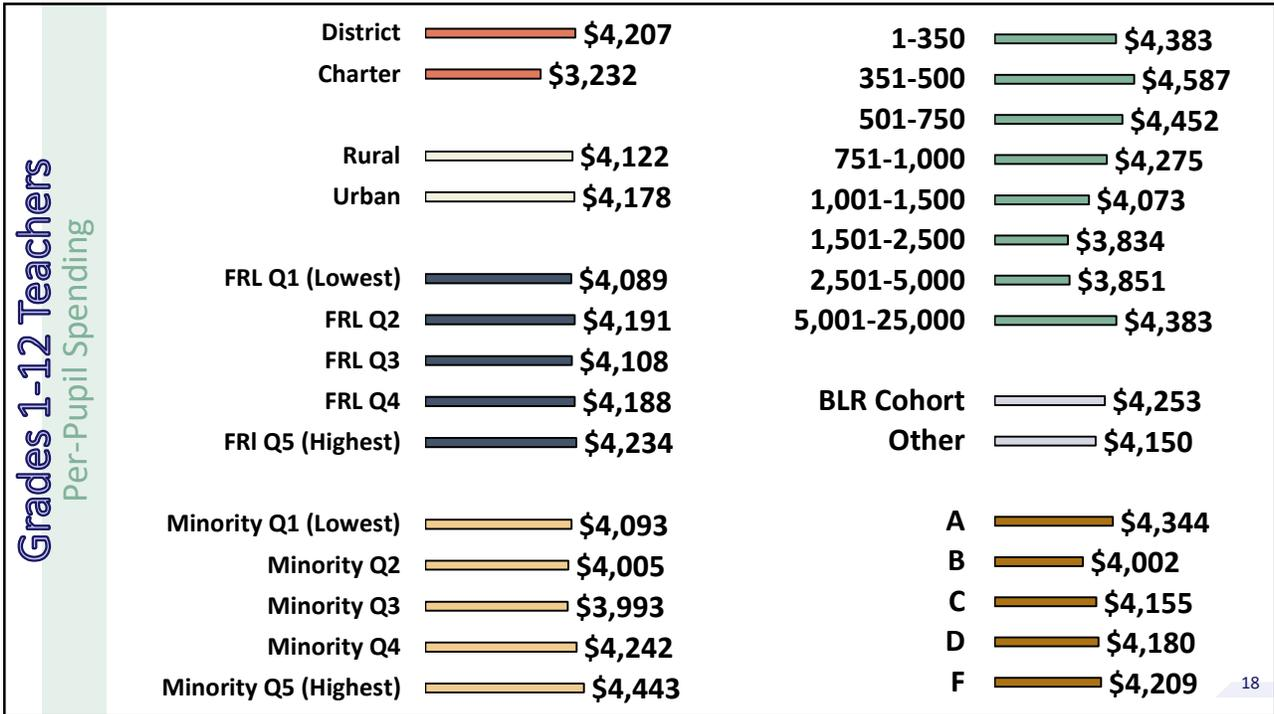 Grades 1-12 Teachers
Per-Pupil Spending
District $4,207
Charter $3,232
Rural $4,122
Urban $4,178
FRL Q1 (Lowest) $4,089
FRL Q2 $4,191
FRL Q3 $4,108
FRL Q4 $4,188
FRl Q5 (Highest) $4,234
Minority Q1 (Lowest) $4,093
Minority Q2 $4,005
Minority Q3 $3,993
Minority Q4 $4,242
Minority Q5 (Highest) $4,443
1-350 $4,383
351-500 $4,587
501-750 $4,452
751-1,000 $4,275
1,001-1,500 $4,073
1,501-2,500 $3,834
2,501-5,000 $3,851
5,001-25,000 $4,383
BLR Cohort $4,253
Other $4,150
A $4,344
B $4,002
C $4,155
D $4,180
F $4,209
18